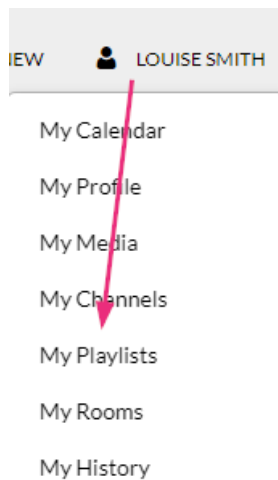 IEW LOUISE SMITH
My Calendar
My Profile
My Media
My Channels
My Playlists
My Rooms
My History